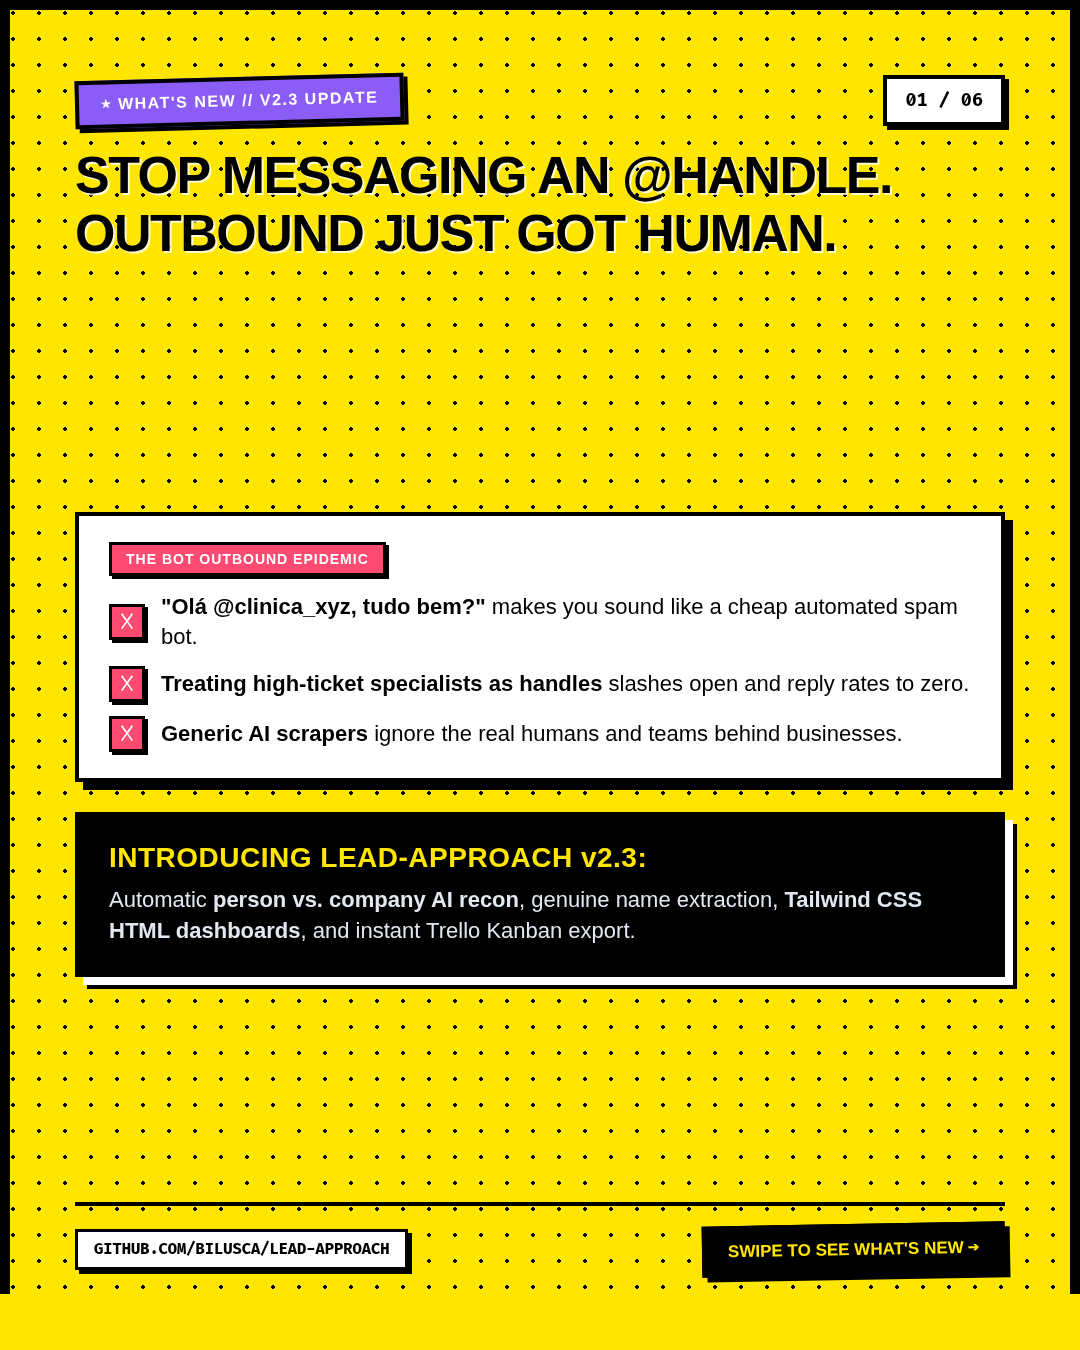 ★ WHAT'S NEW // V2.3 UPDATE
01 / 06
STOP MESSAGING AN @HANDLE.
OUTBOUND JUST GOT HUMAN.
THE BOT OUTBOUND EPIDEMIC
X "Olá @clinica_xyz, tudo bem?" makes you sound like a cheap automated spam
bot.
X Treating high-ticket specialists as handles slashes open and reply rates to zero.
X Generic AI scrapers ignore the real humans and teams behind businesses.
INTRODUCING LEAD-APPROACH v2.3:
Automatic person vs. company AI recon, genuine name extraction, Tailwind CSS
HTML dashboards, and instant Trello Kanban export.
GITHUB.COM/BILUSCA/LEAD-APPROACH
SWIPE TO SEE WHAT'S NEW ➔